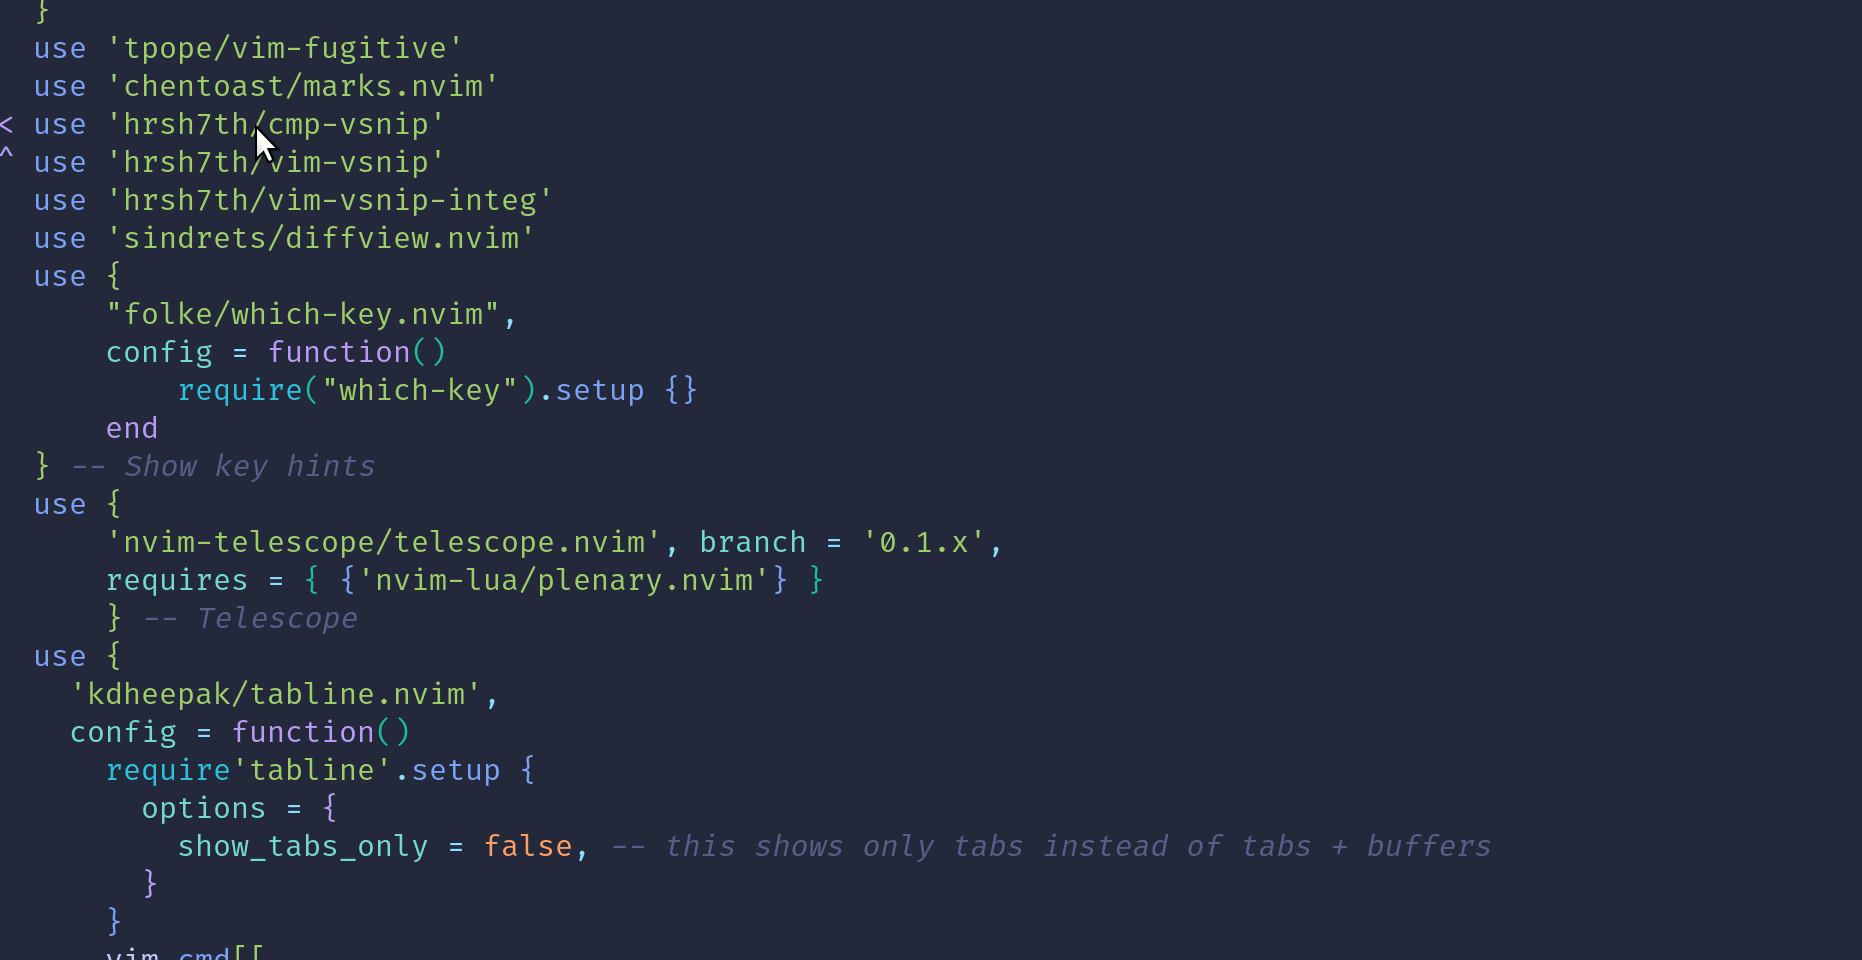 }
use 'tpope/vim-fugitive'
use 'chentoast/marks.nvim'
< use 'hrsh7th/cmp-vsnip'
^ use 'hrsh7th/vim-vsnip'
use 'hrsh7th/vim-vsnip-integ'
use 'sindrets/diffview.nvim'
use {
    "folke/which-key.nvim",
    config = function()
        require("which-key").setup {}
    end
} -- Show key hints
use {
    'nvim-telescope/telescope.nvim', branch = '0.1.x',
    requires = { {'nvim-lua/plenary.nvim'} }
    } -- Telescope
use {
  'kdheepak/tabline.nvim',
  config = function()
    require'tabline'.setup {
      options = {
        show_tabs_only = false, -- this shows only tabs instead of tabs + buffers
      }
    }
    vim.cmd[[